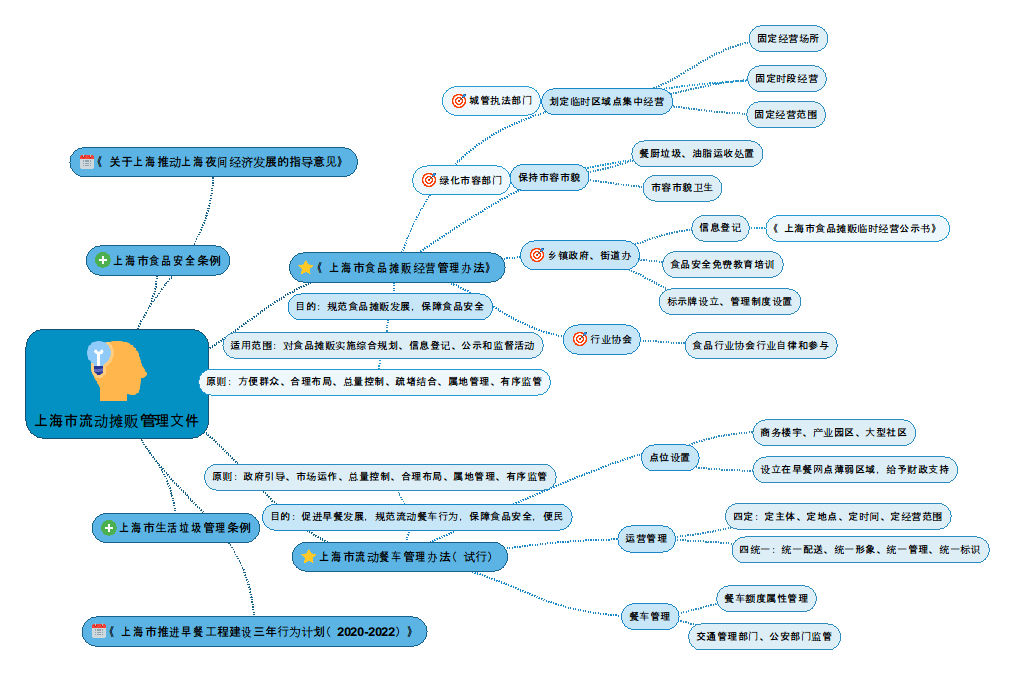 固定经营场所
固定时段经营
城管执法部门
划定临时区域点集中经营
固定经营范围
餐厨垃圾、油脂运收处置
《 关于上海推动上海夜间经济发展的指导意见》
绿化市容部门
保持市容市貌
市容市貌卫生
信息登记
《 上海市食品摊贩临时经营公示书》
上海市食品安全条例
乡镇政府、街道办
《 上海市食品摊贩经营管理办法》
食品安全免费教育培训
目的：规范食品摊贩发展，保障食品安全
标示牌设立、管理制度设置
行业协会
适用范围：对食品摊贩实施综合规划、信息登记、公示和监督活动
食品行业协会行业自律和参与
原则：方便群众、合理布局、总量控制、疏堵结合、属地管理、有序监管
上海市流动摊贩管理文件
商务楼宇、产业园区、大型社区
点位设置
设立在早餐网点薄弱区域，给予财政支持
原则：政府引导、市场运作、总量控制、合理布局、属地管理、有序监管
目的：促进早餐发展，规范流动餐车行为，保障食品安全，便民
四定：定主体、定地点、定时间、定经营范围
上海市生活垃圾管理条例
运营管理
四统一：统一配送、统一形象、统一管理、统一标识
上海市流动餐车管理办法（ 试行）
餐车额度属性管理
餐车管理
《 上海市推进早餐工程建设三年行为计划（ 2020-2022） 》
交通管理部门、公安部门监管